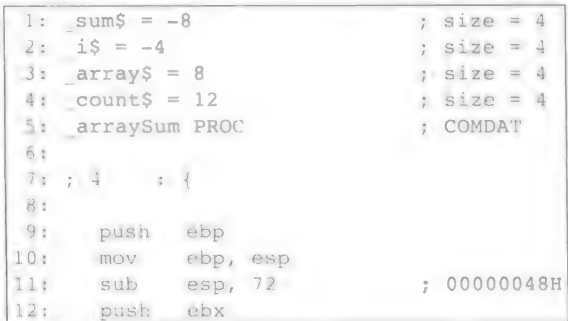 1: _sum$ = -8 ; size = 4
2: _i$ = -4 ; size = 4
3: _array$ = 8 ; size = 4
4: _count$ = 12 ; size = 4
5: _arraySum PROC ; COMDAT
6:
7: ; 4 : {
8:
9: push ebp
10: mov ebp, esp
11: sub esp, 72 ; 00000048H
12: push ebx